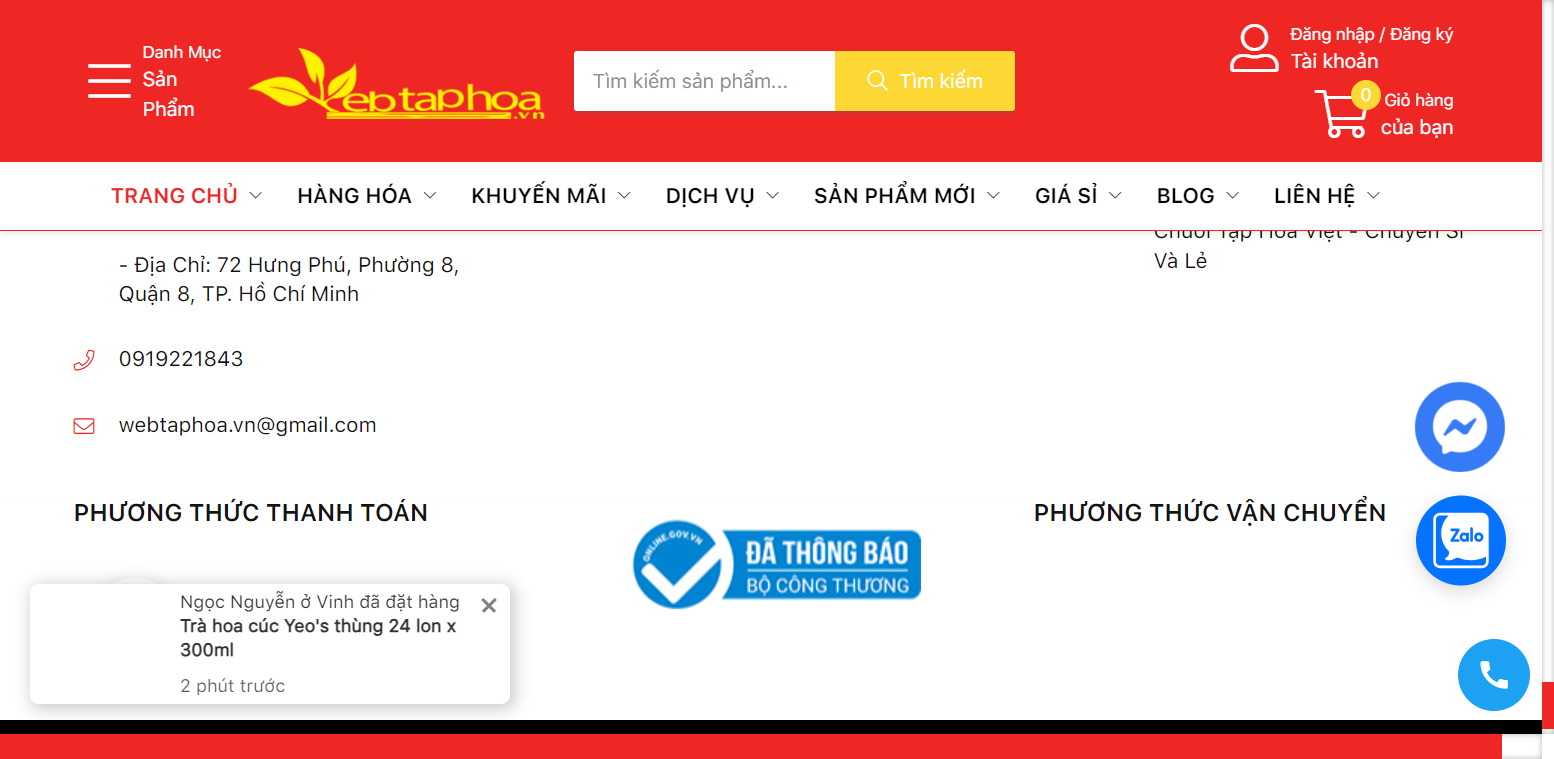 Danh Mục
Sản
Phẩm
webtaphoa
.vn
Tìm kiếm sản phẩm...
Tìm kiếm
Đăng nhập / Đăng ký
Tài khoản
0
Giỏ hàng
của bạn
TRANG CHỦ
HÀNG HÓA
KHUYẾN MÃI
DỊCH VỤ
SẢN PHẨM MỚI
GIÁ SỈ
BLOG
LIÊN HỆ
- Địa Chỉ: 72 Hưng Phú, Phường 8,
Quận 8, TP. Hồ Chí Minh
0919221843
webtaphoa.vn@gmail.com
Chuỗi Tạp Hóa Việt - Chuyên Sỉ
Và Lẻ
PHƯƠNG THỨC THANH TOÁN
ONLINE.GOV.VN
ĐÃ THÔNG BÁO
BỘ CÔNG THƯƠNG
PHƯƠNG THỨC VẬN CHUYỂN
Zalo
Ngọc Nguyễn ở Vinh đã đặt hàng
Trà hoa cúc Yeo's thùng 24 lon x
300ml
2 phút trước